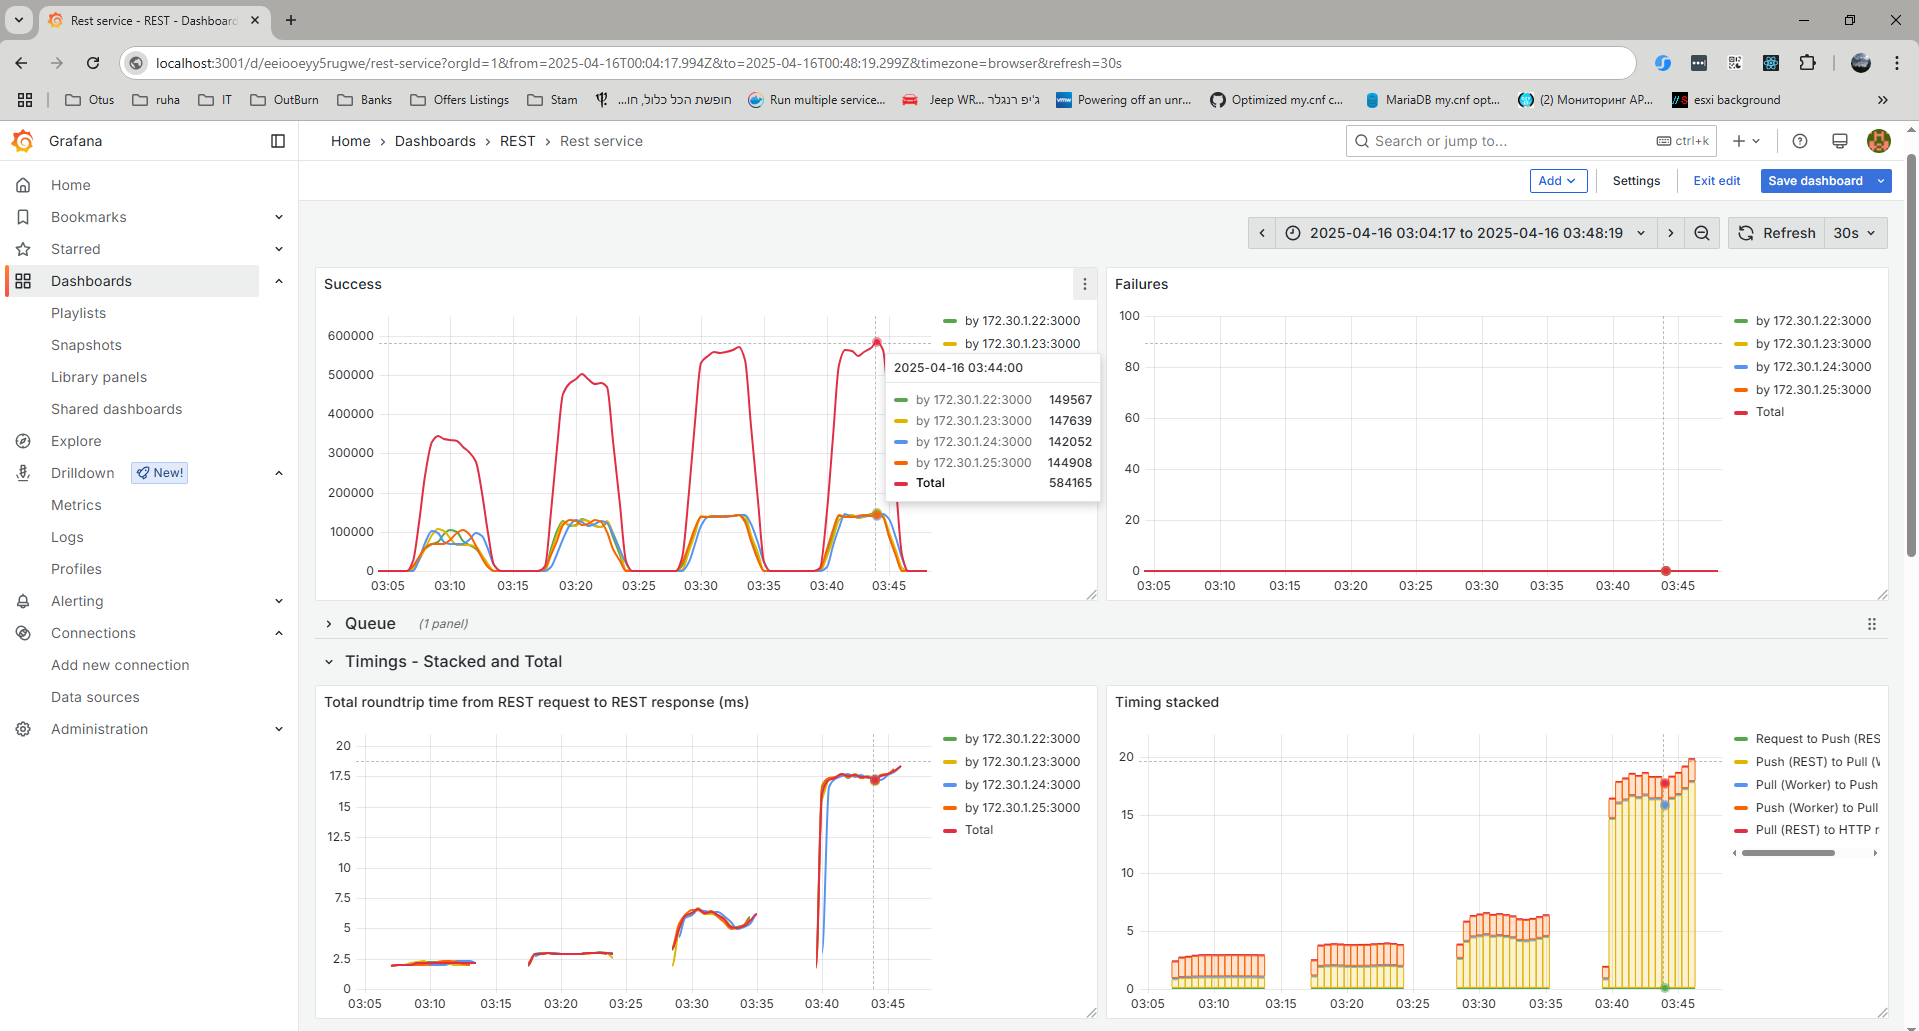 Rest service - REST - Dashboard
localhost:3001/d/eeiooeyy5rugwe/rest-service?orgId=1&from=2025-04-16T00:04:17.994Z&to=2025-04-16T00:48:19.299Z&timezone=browser&refresh=30s
Otus
ruha
IT
OutBurn
Banks
Offers Listings
Stam
חופשת הכל כלול, חו...
Run multiple service...
Jeep WR... ג'יפ רנגלר
Powering off an unr...
Optimized my.cnf c...
MariaDB my.cnf opt...
(2) Мониторинг AP...
esxi background
Grafana
Home
Bookmarks
Starred
Dashboards
Playlists
Snapshots
Library panels
Shared dashboards
Explore
Drilldown New!
Metrics
Logs
Profiles
Alerting
Connections
Add new connection
Data sources
Administration
Home › Dashboards › REST › Rest service
Search or jump to... ctrl+k
Add Settings Exit edit Save dashboard
2025-04-16 03:04:17 to 2025-04-16 03:48:19
Refresh 30s
Success
600000
500000
400000
300000
200000
100000
0
03:05 03:10 03:15 03:20 03:25 03:30 03:35 03:40 03:45
by 172.30.1.22:3000
by 172.30.1.23:3000
2025-04-16 03:44:00
by 172.30.1.22:3000 149567
by 172.30.1.23:3000 147639
by 172.30.1.24:3000 142052
by 172.30.1.25:3000 144908
Total 584165
Failures
100
80
60
40
20
0
03:05 03:10 03:15 03:20 03:25 03:30 03:35 03:40 03:45
by 172.30.1.22:3000
by 172.30.1.23:3000
by 172.30.1.24:3000
by 172.30.1.25:3000
Total
Queue (1 panel)
Timings - Stacked and Total
Total roundtrip time from REST request to REST response (ms)
20
17.5
15
12.5
10
7.5
5
2.5
0
03:05 03:10 03:15 03:20 03:25 03:30 03:35 03:40 03:45
by 172.30.1.22:3000
by 172.30.1.23:3000
by 172.30.1.24:3000
by 172.30.1.25:3000
Total
Timing stacked
20
15
10
5
0
03:05 03:10 03:15 03:20 03:25 03:30 03:35 03:40 03:45
Request to Push (RES
Push (REST) to Pull (
Pull (Worker) to Push
Push (Worker) to Pull
Pull (REST) to HTTP r